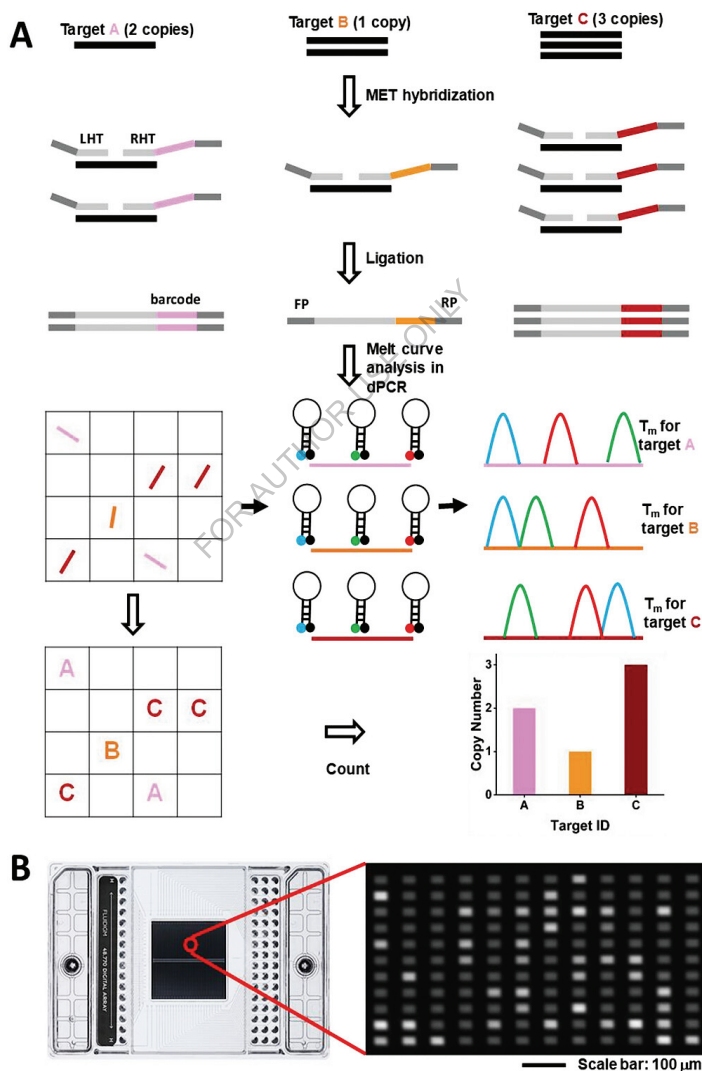 A
Target A (2 copies)
Target B (1 copy)
Target C (3 copies)
MET hybridization
LHT
RHT
Ligation
barcode
FP
RP
Melt curve
analysis in
dPCR
FOR AUTHOR USE ONLY
Tm for
target A
Tm for
target B
Tm for
target C
A
C
C
B
C
A
Count
Copy Number
3
2
1
0
A
B
C
Target ID
B
FLUIDIGM
48.770 DIGITAL ARRAY
H
H
Scale bar: 100 μm